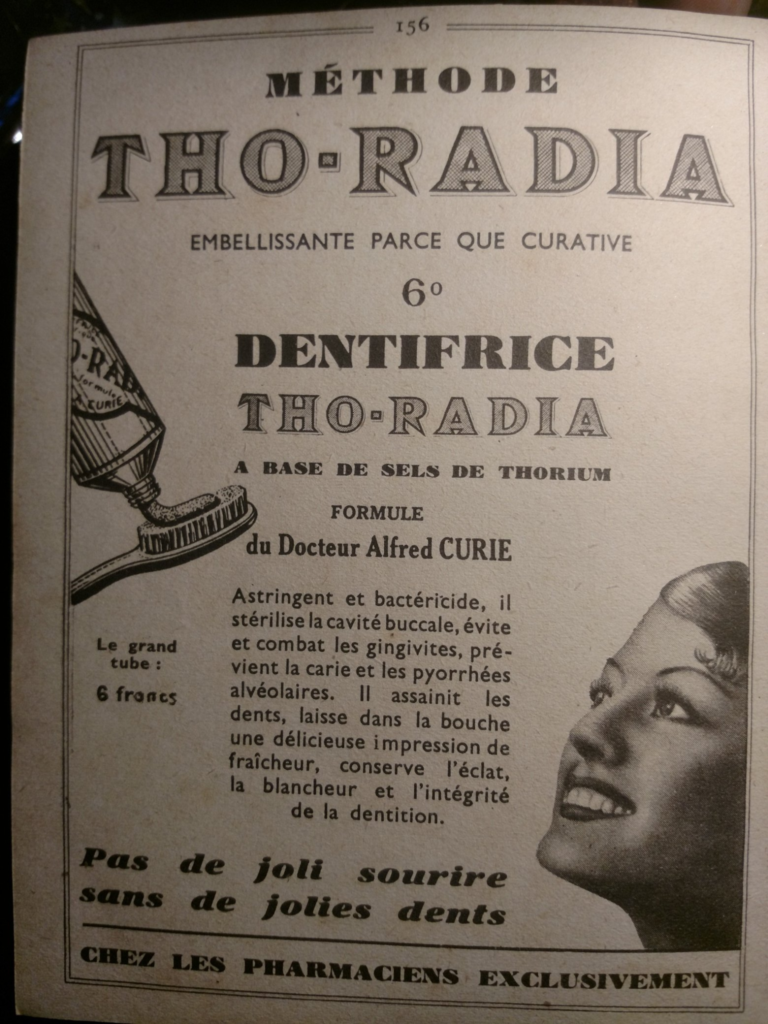 156
MÉTHODE
THO-RADIA
EMBELLISSANTE PARCE QUE CURATIVE
6º
DENTIFRICE
THO-RADIA
A BASE DE SELS DE THORIUM
FORMULE
du Docteur Alfred CURIE
O-RAD
formule
CURIE
Astringent et bactéricide, il
stérilise la cavité buccale, évite
et combat les gingivites, pré-
vient la carie et les pyorrhées
alvéolaires. Il assainit les
dents, laisse dans la bouche
une délicieuse impression de
fraîcheur, conserve l'éclat,
la blancheur et l'intégrité
de la dentition.
Le grand
tube :
6 francs
Pas de joli sourire
sans de jolies dents
CHEZ LES PHARMACIENS EXCLUSIVEMENT